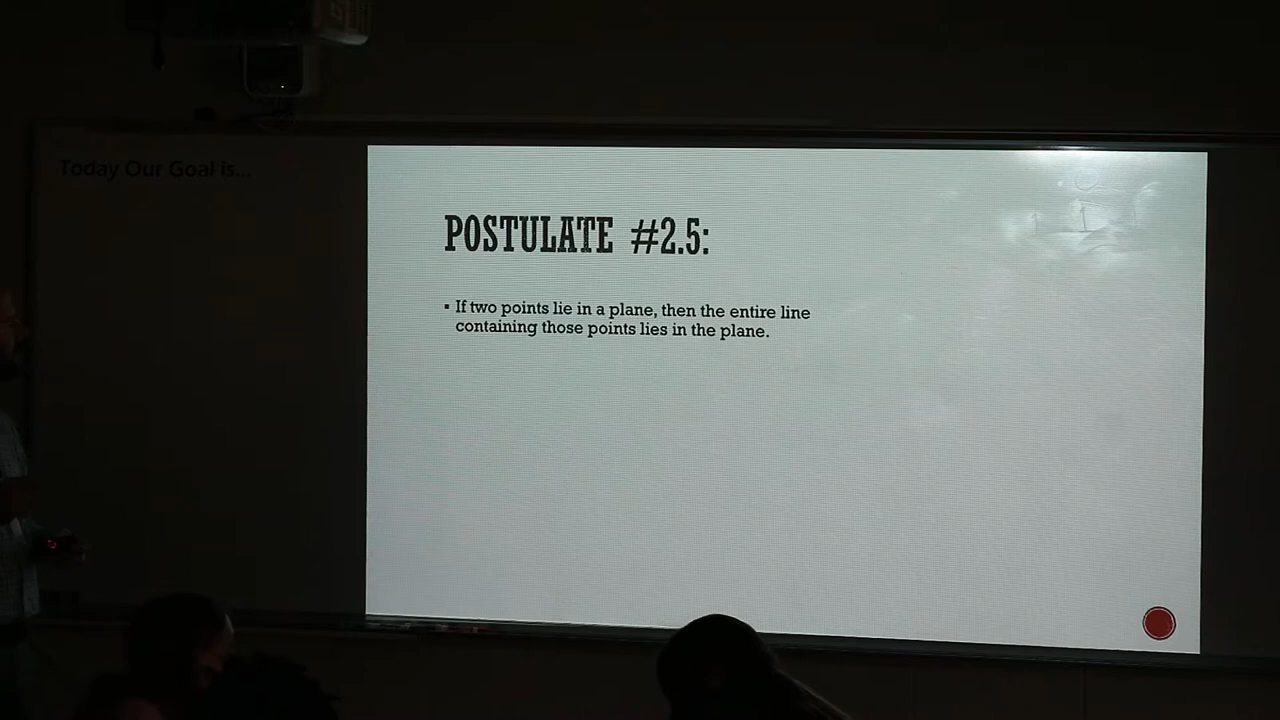 Today Our Goal is...
POSTULATE #2.5:
▪ If two points lie in a plane, then the entire line
containing those points lies in the plane.